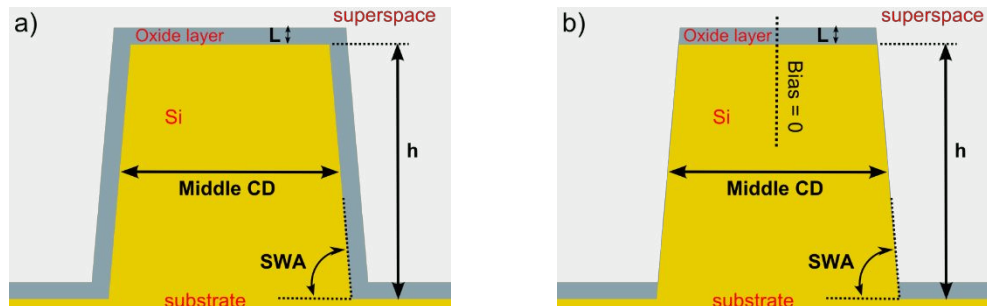 a)
superspace
Oxide layer
L
Si
h
Middle CD
SWA
substrate
b)
superspace
Oxide layer
L
Bias = 0
Si
h
Middle CD
SWA
substrate